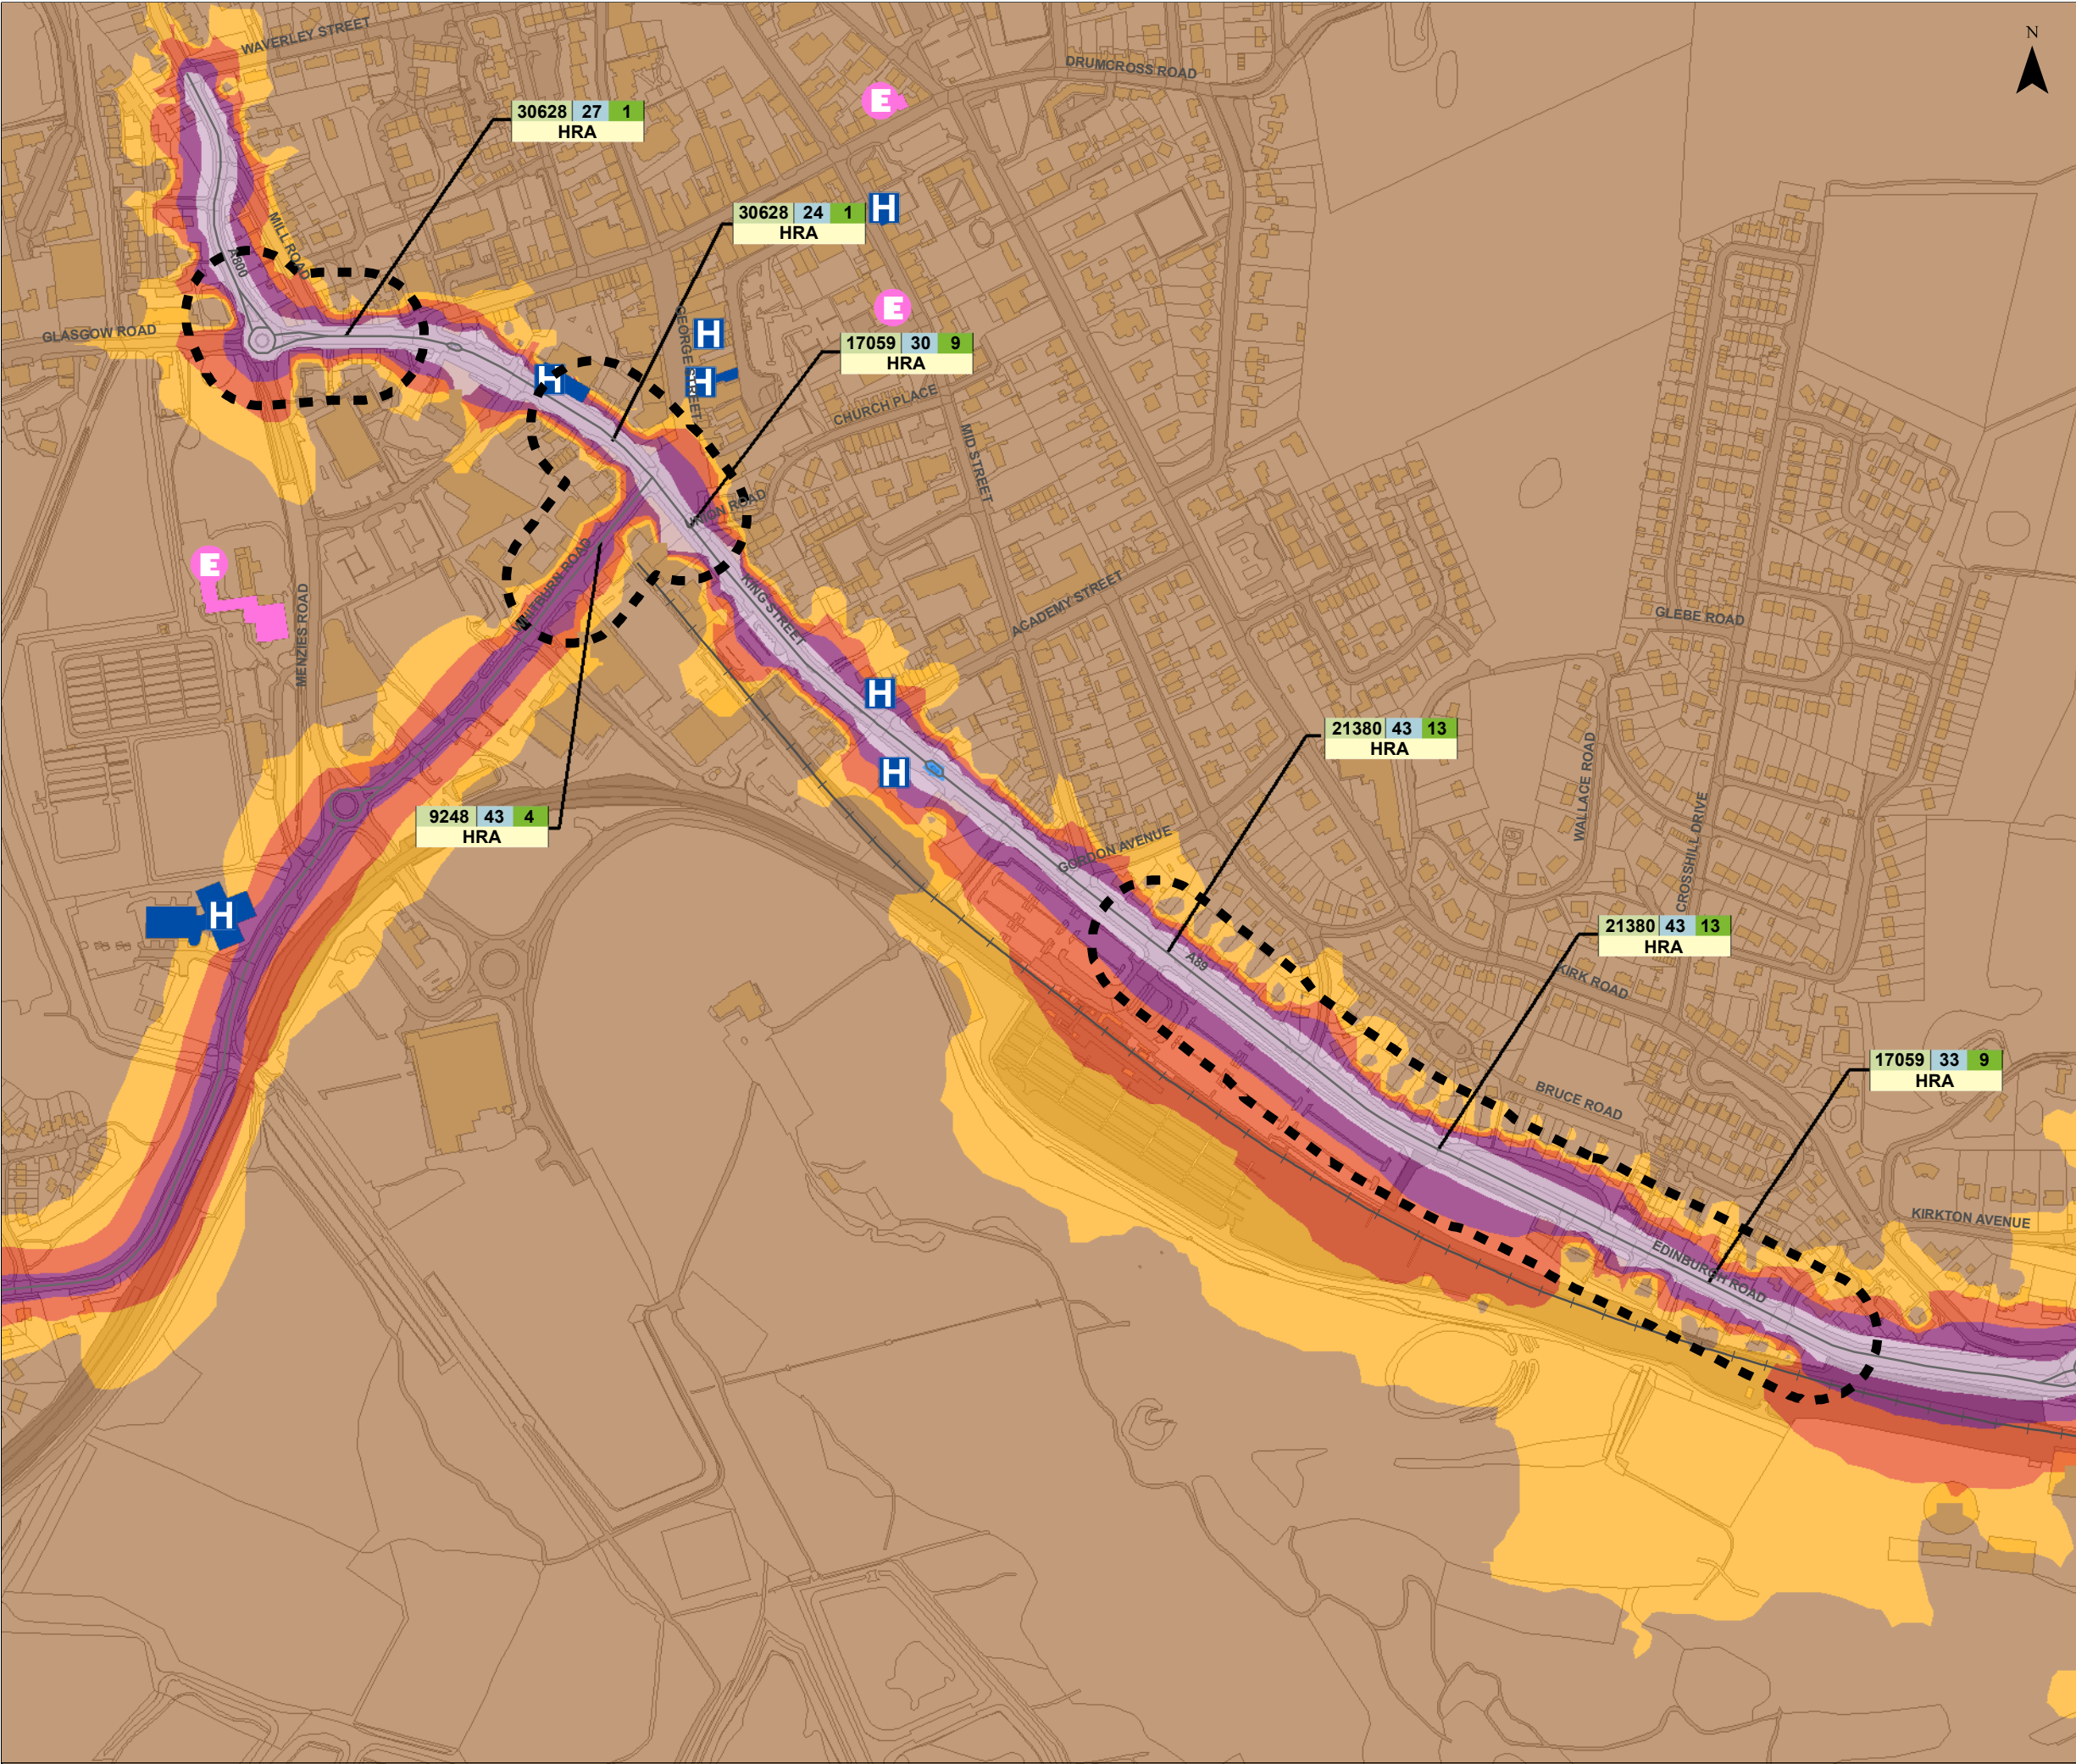 N
WAVERLEY STREET
DRUMCROSS ROAD
E
30628 27 1
HRA
30628 24 1
HRA
H
MILL ROAD
A800
GLASGOW ROAD
GEORGE STREET
H
E
17059 30 9
HRA
H
H
CHURCH PLACE
MID STREET
UNION ROAD
E
WHITBURN ROAD
KING STREET
ACADEMY STREET
MENZIES ROAD
GLEBE ROAD
H
H
21380 43 13
HRA
WALLACE ROAD
9248 43 4
HRA
GORDON AVENUE
CROSSHILL DRIVE
H
A89
21380 43 13
HRA
KIRK ROAD
17059 33 9
HRA
BRUCE ROAD
KIRKTON AVENUE
EDINBURGH ROAD